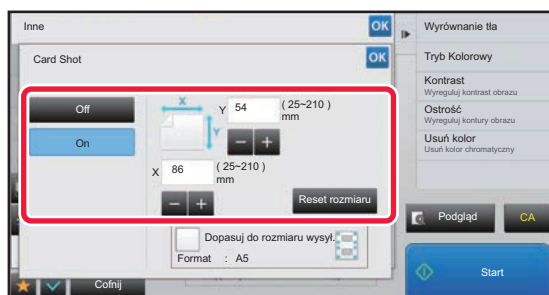 Inne
OK
Card Shot
OK
Off
On
X
Y
Y 54 ( 25~210 )
mm
X 86 ( 25~210 )
mm
Reset rozmiaru
Dopasuj do rozmiaru wysył.
Format : A5
Cofnij
Wyrównanie tła
Tryb Kolorowy
Kontrast
Wyreguluj kontrast obrazu
Ostrość
Wyreguluj kontury obrazu
Usuń kolor
Usuń kolor chromatyczny
Podgląd
CA
Start